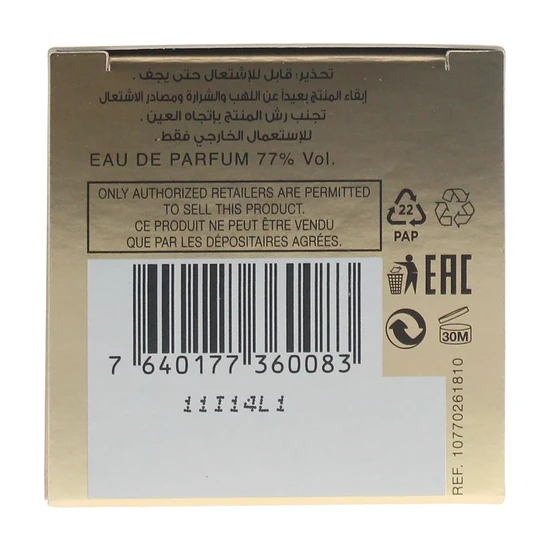 تحذير: قابل للإشتعال حتى يجف.
إبقاء المنتج بعيداً عن اللهب والشرارة ومصادر الاشتعال
تجنب رش المنتج بإتجاه العين.
للإستعمال الخارجي فقط.
EAU DE PARFUM 77% Vol.
ONLY AUTHORIZED RETAILERS ARE PERMITTED
TO SELL THIS PRODUCT.
CE PRODUIT NE PEUT ÊTRE VENDU
QUE PAR LES DÉPOSITAIRES AGRÉES.
22
PAP
EAC
30M
7 640177 360083
11I14L1
REF. 10770261810